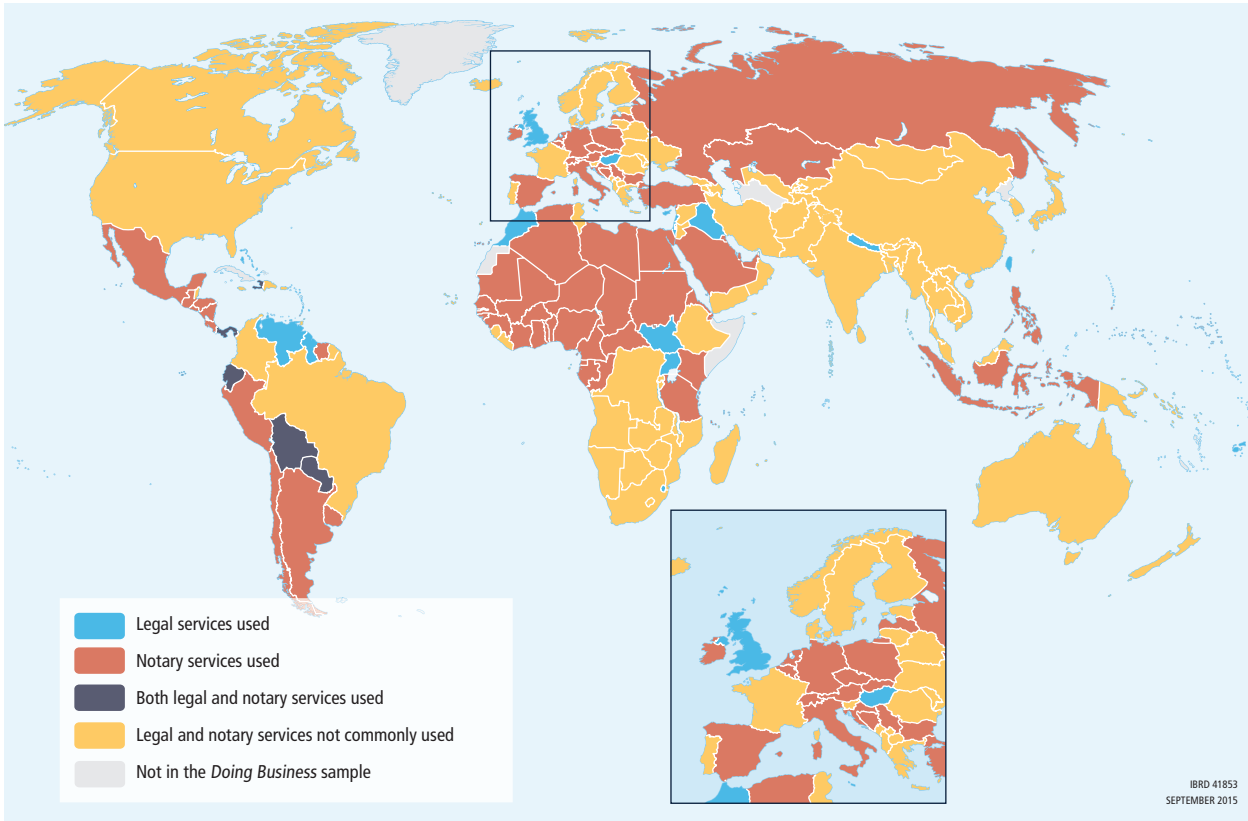 Legal services used
Notary services used
Both legal and notary services used
Legal and notary services not commonly used
Not in the Doing Business sample
IBRD 41853
SEPTEMBER 2015